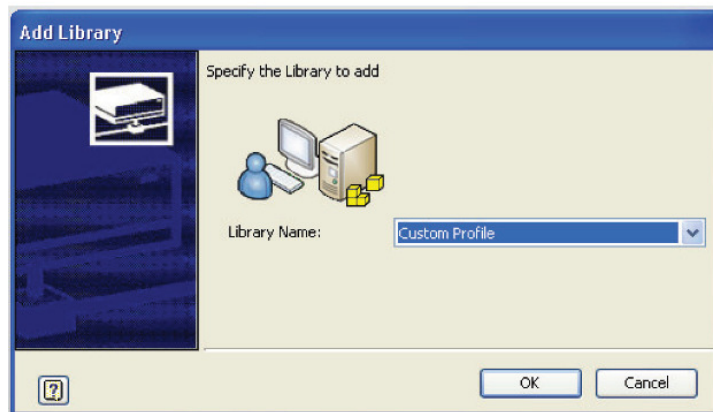 Add Library
Specify the Library to add
Library Name:
Custom Profile
OK
Cancel